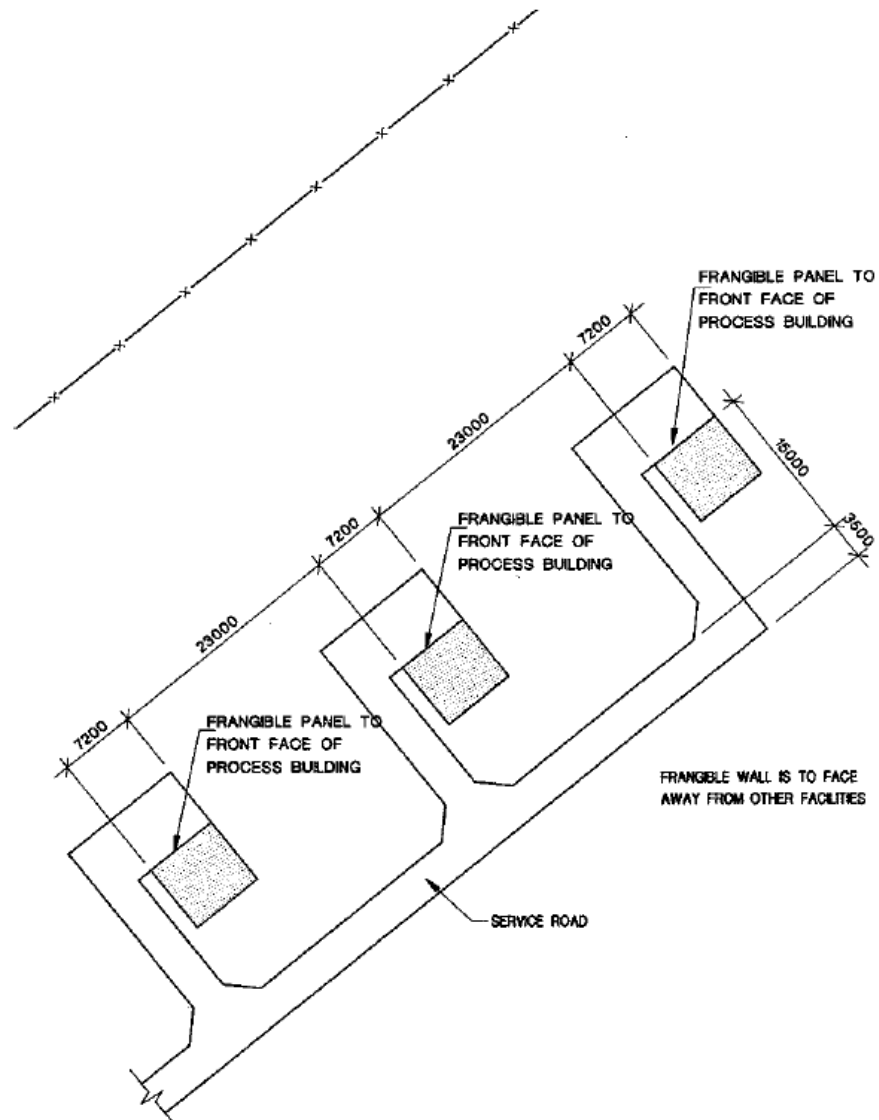 FRANGIBLE PANEL TO
FRONT FACE OF
PROCESS BUILDING
7200
23000
15000
3500
FRANGIBLE PANEL TO
FRONT FACE OF
PROCESS BUILDING
7200
23000
FRANGIBLE PANEL TO
FRONT FACE OF
PROCESS BUILDING
7200
FRANGIBLE WALL IS TO FACE
AWAY FROM OTHER FACILITIES
SERVICE ROAD